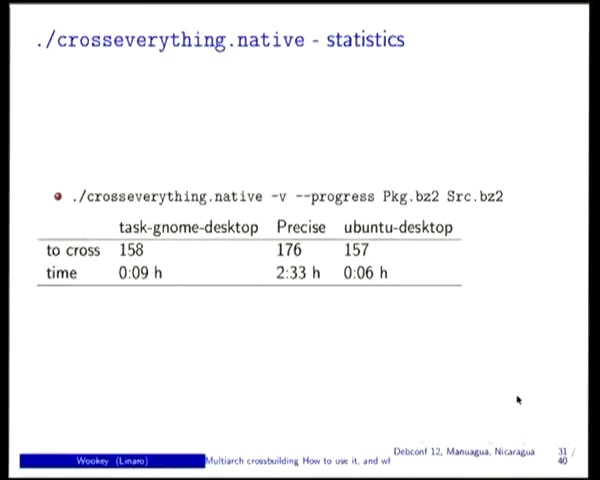 ./crosseverything.native - statistics
./crosseverything.native -v --progress Pkg.bz2 Src.bz2
task-gnome-desktop Precise ubuntu-desktop
to cross 158 176 157
time 0:09 h 2:33 h 0:06 h
Debconf 12, Manuagua, Nicaragua 31 /
Wookey (Linaro) Multiarch crossbuilding How to use it, and wl 40